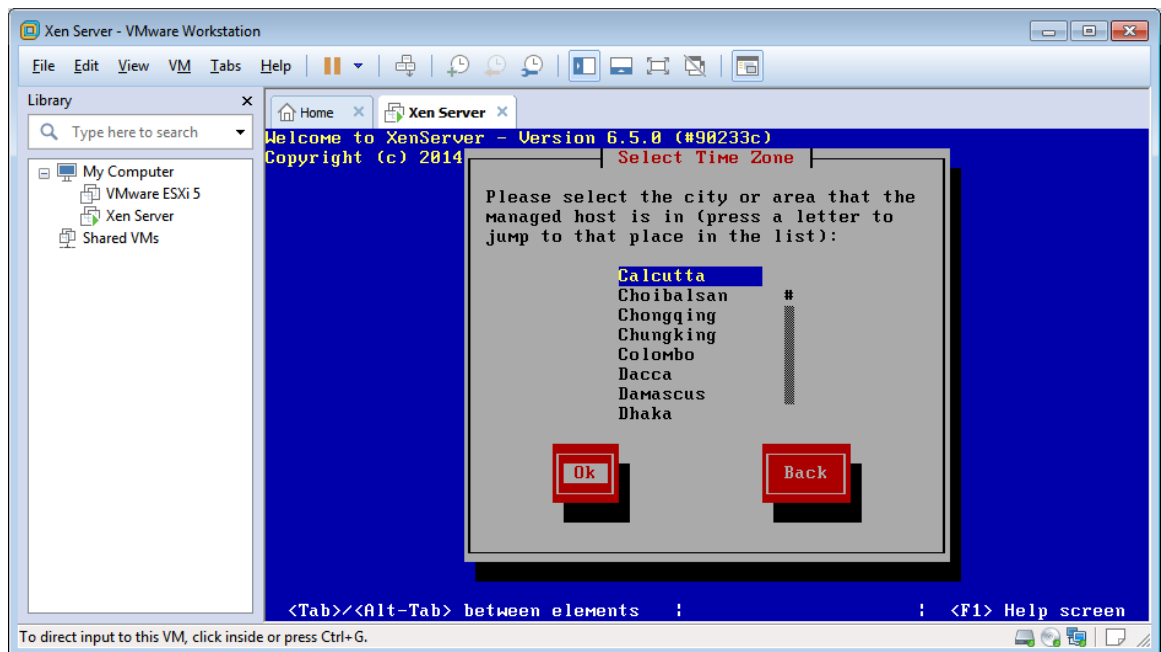 Xen Server - VMware Workstation
File Edit View VM Tabs Help
Library
Type here to search
My Computer
VMware ESXi 5
Xen Server
Shared VMs
Home
Xen Server
Welcome to XenServer - Version 6.5.0 (#90233c)
Copyright (c) 2014
Select Time Zone
Please select the city or area that the
managed host is in (press a letter to
jump to that place in the list):
Calcutta
Choibalsan #
Chongqing
Chungking
Colombo
Dacca
Damascus
Dhaka
Ok Back
<Tab>/<Alt-Tab> between elements ¦ ¦ <F1> Help screen
To direct input to this VM, click inside or press Ctrl+G.